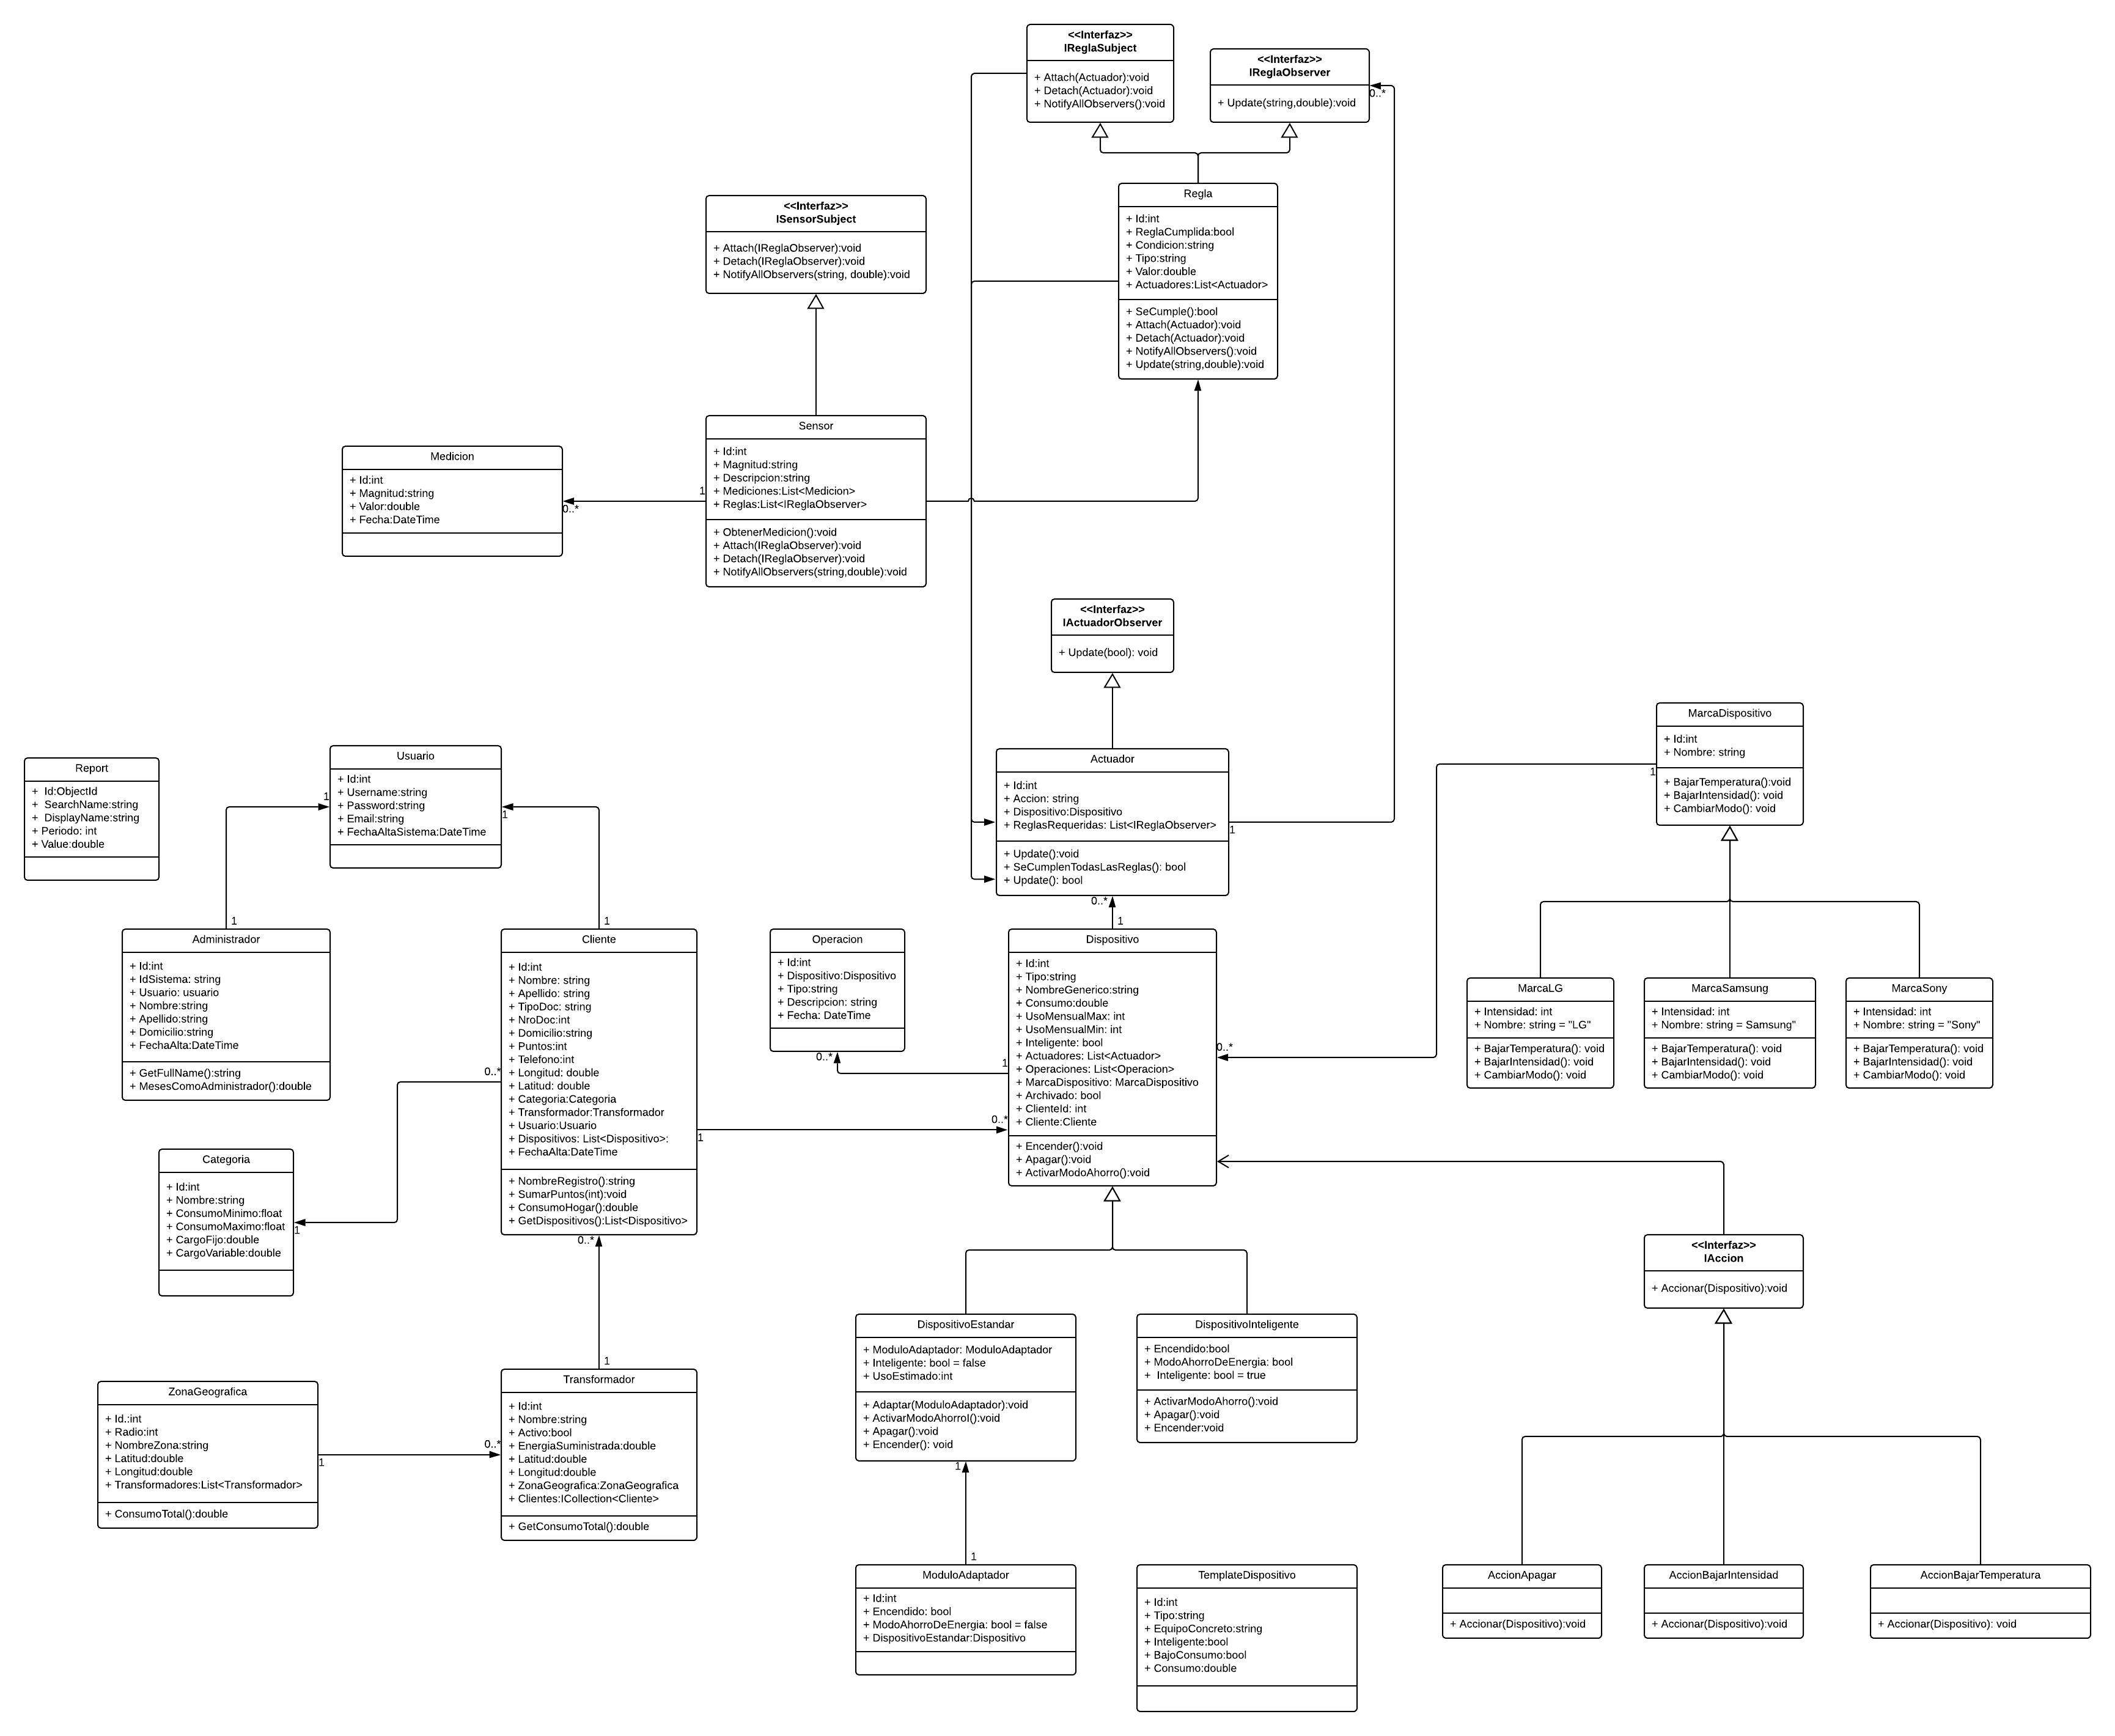 <<Interfaz>>
IReglaSubject
+ Attach(Actuador):void
+ Detach(Actuador):void
+ NotifyAllObservers():void
<<Interfaz>>
IReglaObserver
+ Update(string,double):void
0..*
Regla
+ Id:int
+ ReglaCumplida:bool
+ Condicion:string
+ Tipo:string
+ Valor:double
+ Actuadores:List<Actuador>
+ SeCumple():bool
+ Attach(Actuador):void
+ Detach(Actuador):void
+ NotifyAllObservers():void
+ Update(string,double):void
<<Interfaz>>
ISensorSubject
+ Attach(IReglaObserver):void
+ Detach(IReglaObserver):void
+ NotifyAllObservers(string, double):void
Sensor
+ Id:int
+ Magnitud:string
+ Descripcion:string
+ Mediciones:List<Medicion>
+ Reglas:List<IReglaObserver>
+ ObtenerMedicion():void
+ Attach(IReglaObserver):void
+ Detach(IReglaObserver):void
+ NotifyAllObservers(string,double):void
1
0..*
Medicion
+ Id:int
+ Magnitud:string
+ Valor:double
+ Fecha:DateTime
<<Interfaz>>
IActuadorObserver
+ Update(bool): void
Actuador
+ Id:int
+ Accion: string
+ Dispositivo:Dispositivo
+ ReglasRequeridas: List<IReglaObserver>
+ Update():void
+ SeCumplenTodasLasReglas(): bool
+ Update(): bool
1
0..*
1
MarcaDispositivo
+ Id:int
+ Nombre: string
+ BajarTemperatura():void
+ BajarIntensidad(): void
+ CambiarModo(): void
1
Report
+  Id:ObjectId
+  SearchName:string
+  DisplayName:string
+ Periodo: int
+ Value:double
Usuario
+ Id:int
+ Username:string
+ Password:string
+ Email:string
+ FechaAltaSistema:DateTime
1
1
1
1
Administrador
+ Id:int
+ IdSistema: string
+ Usuario: usuario
+ Nombre:string
+ Apellido:string
+ Domicilio:string
+ FechaAlta:DateTime
+ GetFullName():string
+ MesesComoAdministrador():double
Cliente
+ Id:int
+ Nombre: string
+ Apellido: string
+ TipoDoc: string
+ NroDoc:int
+ Domicilio:string
+ Puntos:int
+ Telefono:int
+ Longitud: double
+ Latitud: double
+ Categoria:Categoria
+ Transformador:Transformador
+ Usuario:Usuario
+ Dispositivos: List<Dispositivo>:
+ FechaAlta:DateTime
+ NombreRegistro():string
+ SumarPuntos(int):void
+ ConsumoHogar():double
+ GetDispositivos():List<Dispositivo>
0..*
1
0..*
0..*
1
Operacion
+ Id:int
+ Dispositivo:Dispositivo
+ Tipo:string
+ Descripcion: string
+ Fecha: DateTime
0..*
1
Dispositivo
+ Id:int
+ Tipo:string
+ NombreGenerico:string
+ Consumo:double
+ UsoMensualMax: int
+ UsoMensualMin: int
+ Inteligente: bool
+ Actuadores: List<Actuador>
+ Operaciones: List<Operacion>
+ MarcaDispositivo: MarcaDispositivo
+ Archivado: bool
+ ClienteId: int
+ Cliente:Cliente
+ Encender():void
+ Apagar():void
+ ActivarModoAhorro():void
0..*
MarcaLG
+ Intensidad: int
+ Nombre: string = "LG"
+ BajarTemperatura(): void
+ BajarIntensidad(): void
+ CambiarModo(): void
MarcaSamsung
+ Intensidad: int
+ Nombre: string = Samsung"
+ BajarTemperatura(): void
+ BajarIntensidad(): void
+ CambiarModo(): void
MarcaSony
+ Intensidad: int
+ Nombre: string = "Sony"
+ BajarTemperatura(): void
+ BajarIntensidad(): void
+ CambiarModo(): void
Categoria
+ Id:int
+ Nombre:string
+ ConsumoMinimo:float
+ ConsumoMaximo:float
+ CargoFijo:double
+ CargoVariable:double
1
<<Interfaz>>
IAccion
+ Accionar(Dispositivo):void
DispositivoEstandar
+ ModuloAdaptador: ModuloAdaptador
+ Inteligente: bool = false
+ UsoEstimado:int
+ Adaptar(ModuloAdaptador):void
+ ActivarModoAhorroI():void
+ Apagar():void
+ Encender(): void
1
1
DispositivoInteligente
+ Encendido:bool
+ ModoAhorroDeEnergia: bool
+  Inteligente: bool = true
+ ActivarModoAhorro():void
+ Apagar():void
+ Encender:void
ZonaGeografica
+ Id.:int
+ Radio:int
+ NombreZona:string
+ Latitud:double
+ Longitud:double
+ Transformadores:List<Transformador>
+ ConsumoTotal():double
1
0..*
Transformador
+ Id:int
+ Nombre:string
+ Activo:bool
+ EnergiaSuministrada:double
+ Latitud:double
+ Longitud:double
+ ZonaGeografica:ZonaGeografica
+ Clientes:ICollection<Cliente>
+ GetConsumoTotal():double
1
ModuloAdaptador
+ Id:int
+ Encendido: bool
+ ModoAhorroDeEnergia: bool = false
+ DispositivoEstandar:Dispositivo
TemplateDispositivo
+ Id:int
+ Tipo:string
+ EquipoConcreto:string
+ Inteligente:bool
+ BajoConsumo:bool
+ Consumo:double
AccionApagar
+ Accionar(Dispositivo):void
AccionBajarIntensidad
+ Accionar(Dispositivo):void
AccionBajarTemperatura
+ Accionar(Dispositivo): void